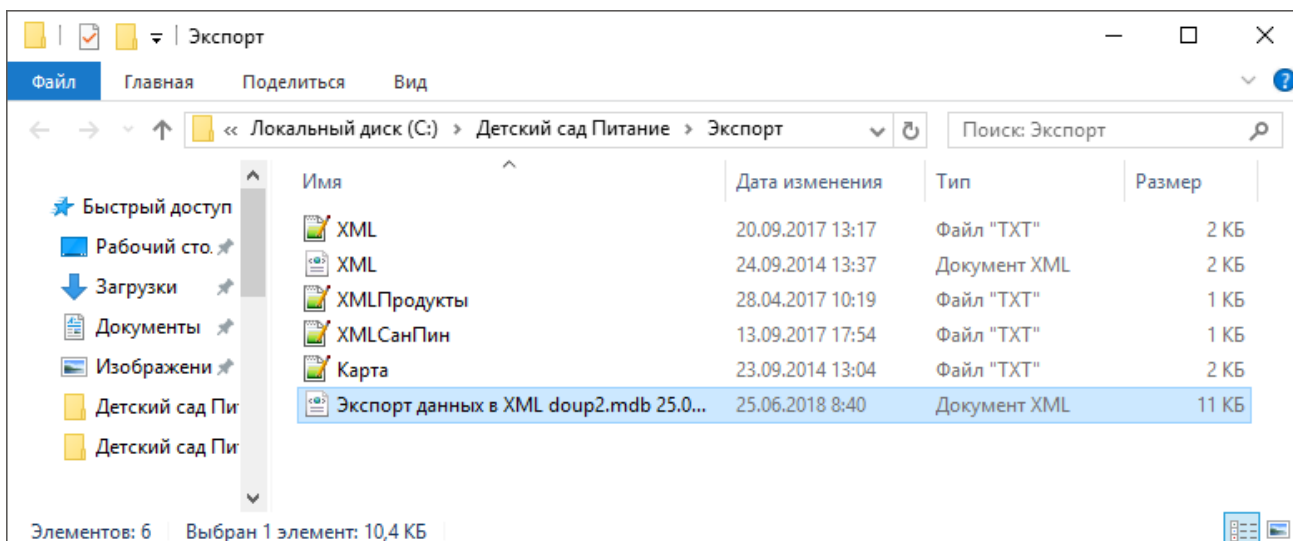 Экспорт
Файл Главная Поделиться Вид
« Локальный диск (C:) › Детский сад Питание › Экспорт Поиск: Экспорт
Имя Дата изменения Тип Размер
Быстрый доступ
Рабочий сто.
Загрузки
Документы
Изображени
Детский сад Пит
Детский сад Пит
XML 20.09.2017 13:17 Файл "TXT" 2 КБ
XML 24.09.2014 13:37 Документ XML 2 КБ
XMLПродукты 28.04.2017 10:19 Файл "TXT" 1 КБ
XMLСанПин 13.09.2017 17:54 Файл "TXT" 1 КБ
Карта 23.09.2014 13:04 Файл "TXT" 2 КБ
Экспорт данных в XML doup2.mdb 25.0... 25.06.2018 8:40 Документ XML 11 КБ
Элементов: 6 Выбран 1 элемент: 10,4 КБ